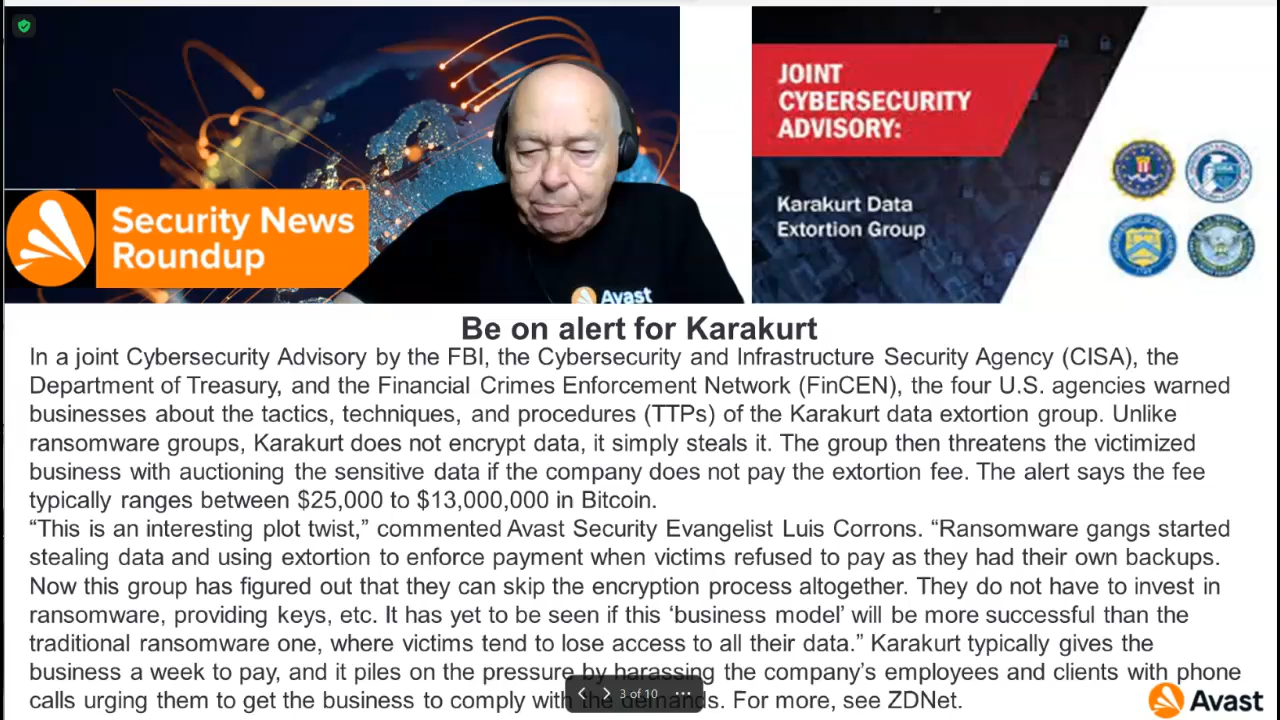 Security News
Roundup
Avast
JOINT
CYBERSECURITY
ADVISORY:
Karakurt Data
Extortion Group
Be on alert for Karakurt
In a joint Cybersecurity Advisory by the FBI, the Cybersecurity and Infrastructure Security Agency (CISA), the
Department of Treasury, and the Financial Crimes Enforcement Network (FinCEN), the four U.S. agencies warned
businesses about the tactics, techniques, and procedures (TTPs) of the Karakurt data extortion group. Unlike
ransomware groups, Karakurt does not encrypt data, it simply steals it. The group then threatens the victimized
business with auctioning the sensitive data if the company does not pay the extortion fee. The alert says the fee
typically ranges between $25,000 to $13,000,000 in Bitcoin.
“This is an interesting plot twist,” commented Avast Security Evangelist Luis Corrons. “Ransomware gangs started
stealing data and using extortion to enforce payment when victims refused to pay as they had their own backups.
Now this group has figured out that they can skip the encryption process altogether. They do not have to invest in
ransomware, providing keys, etc. It has yet to be seen if this ‘business model’ will be more successful than the
traditional ransomware one, where victims tend to lose access to all their data.” Karakurt typically gives the
business a week to pay, and it piles on the pressure by harassing the company’s employees and clients with phone
calls urging them to get the business to comply with the demands. For more, see ZDNet.
3 of 10
Avast